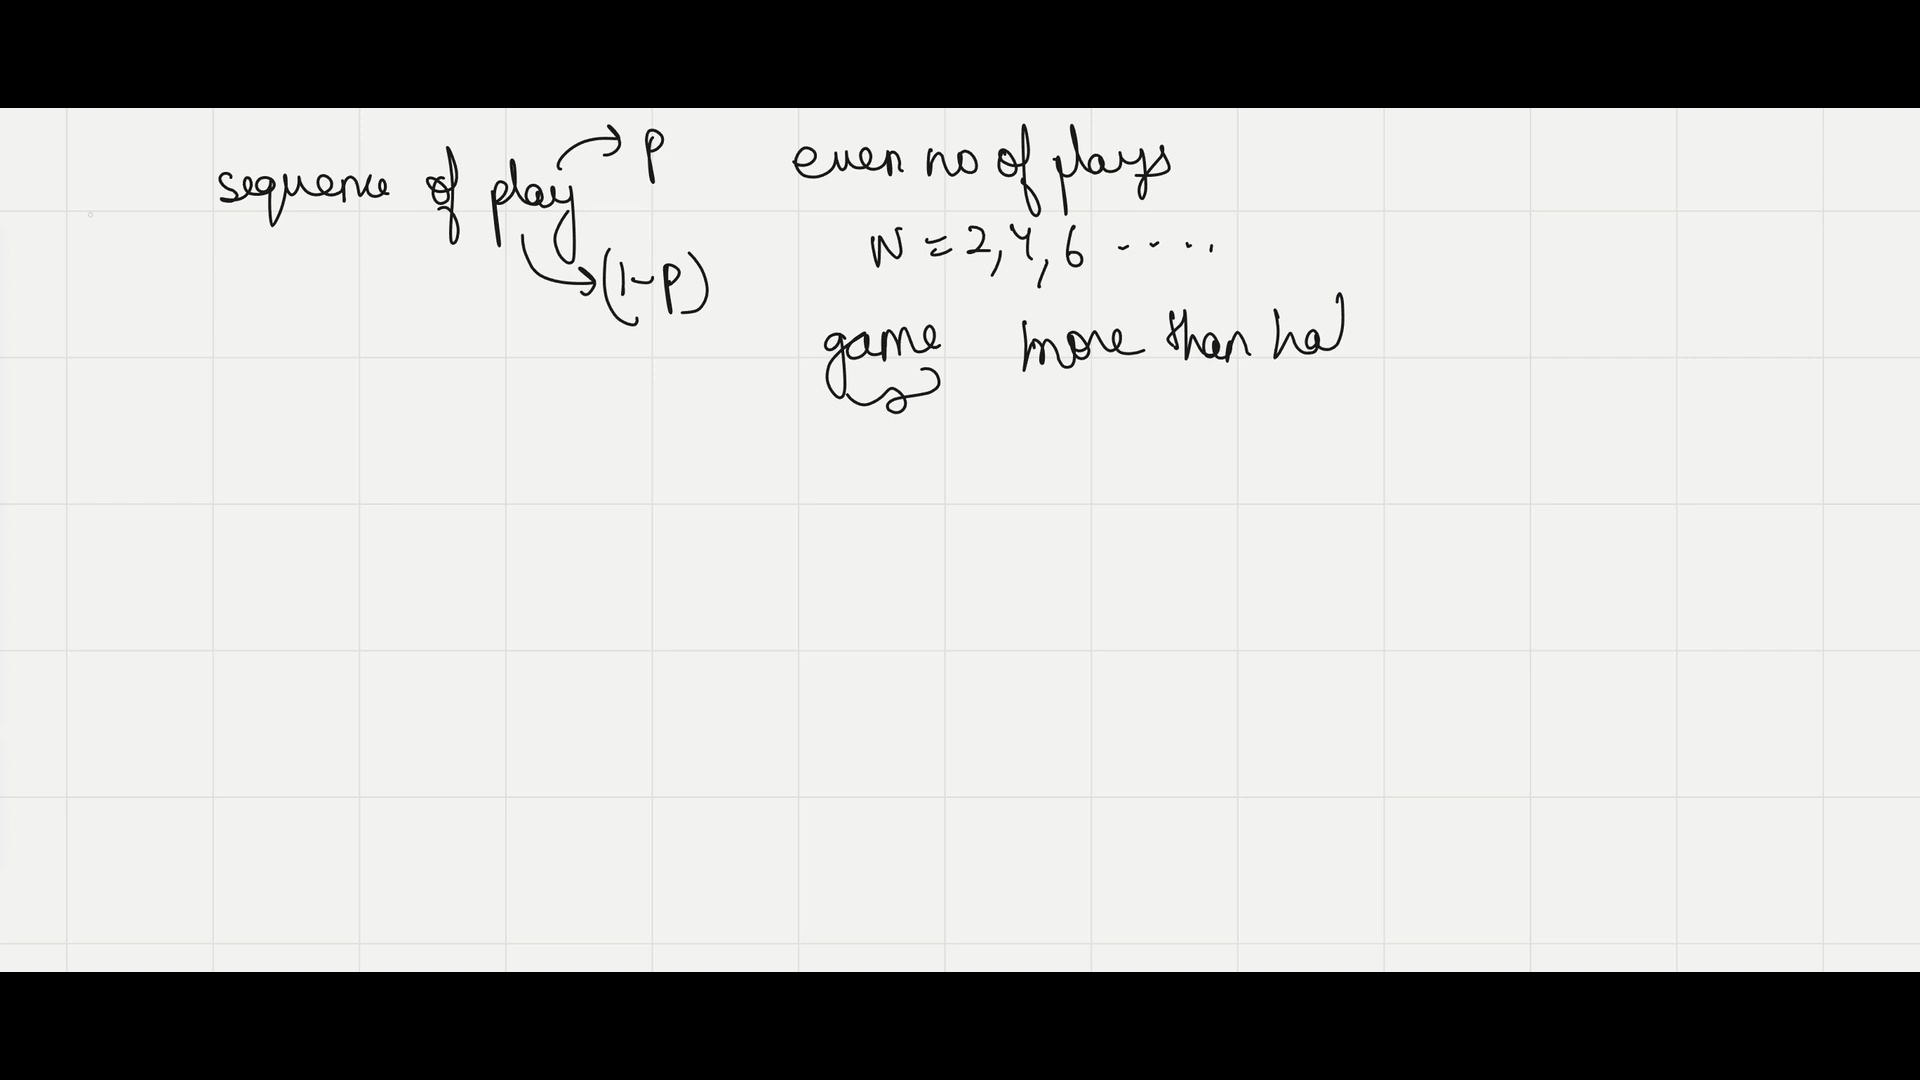 sequence of play → p
→ (1-p)
even no of plays
N = 2, 4, 6 ....
game more than hal